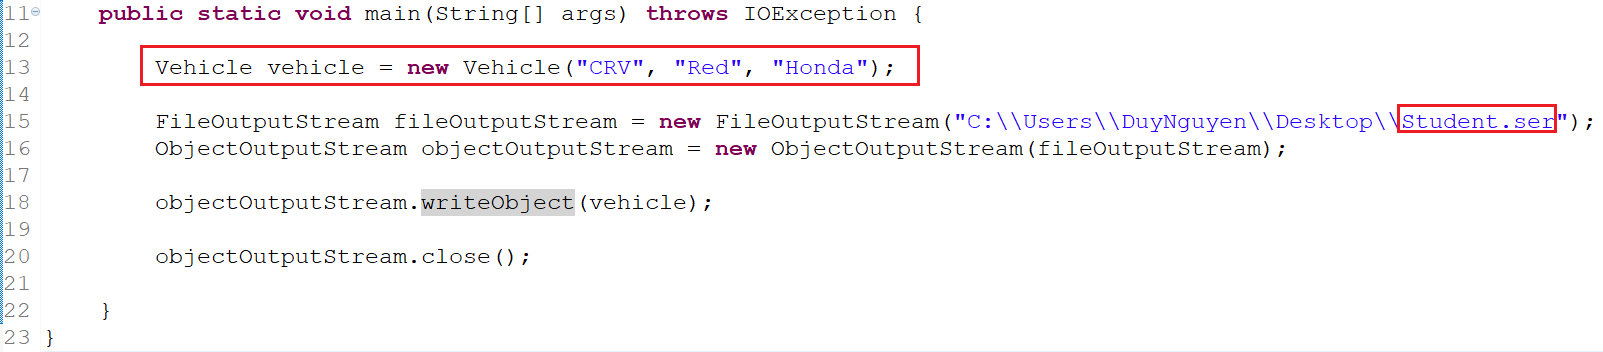 11 public static void main(String[] args) throws IOException {
12
13 Vehicle vehicle = new Vehicle("CRV", "Red", "Honda");
14
15 FileOutputStream fileOutputStream = new FileOutputStream("C:\\Users\\DuyNguyen\\Desktop\\Student.ser");
16 ObjectOutputStream objectOutputStream = new ObjectOutputStream(fileOutputStream);
17
18 objectOutputStream.writeObject(vehicle);
19
20 objectOutputStream.close();
21
22 }
23 }